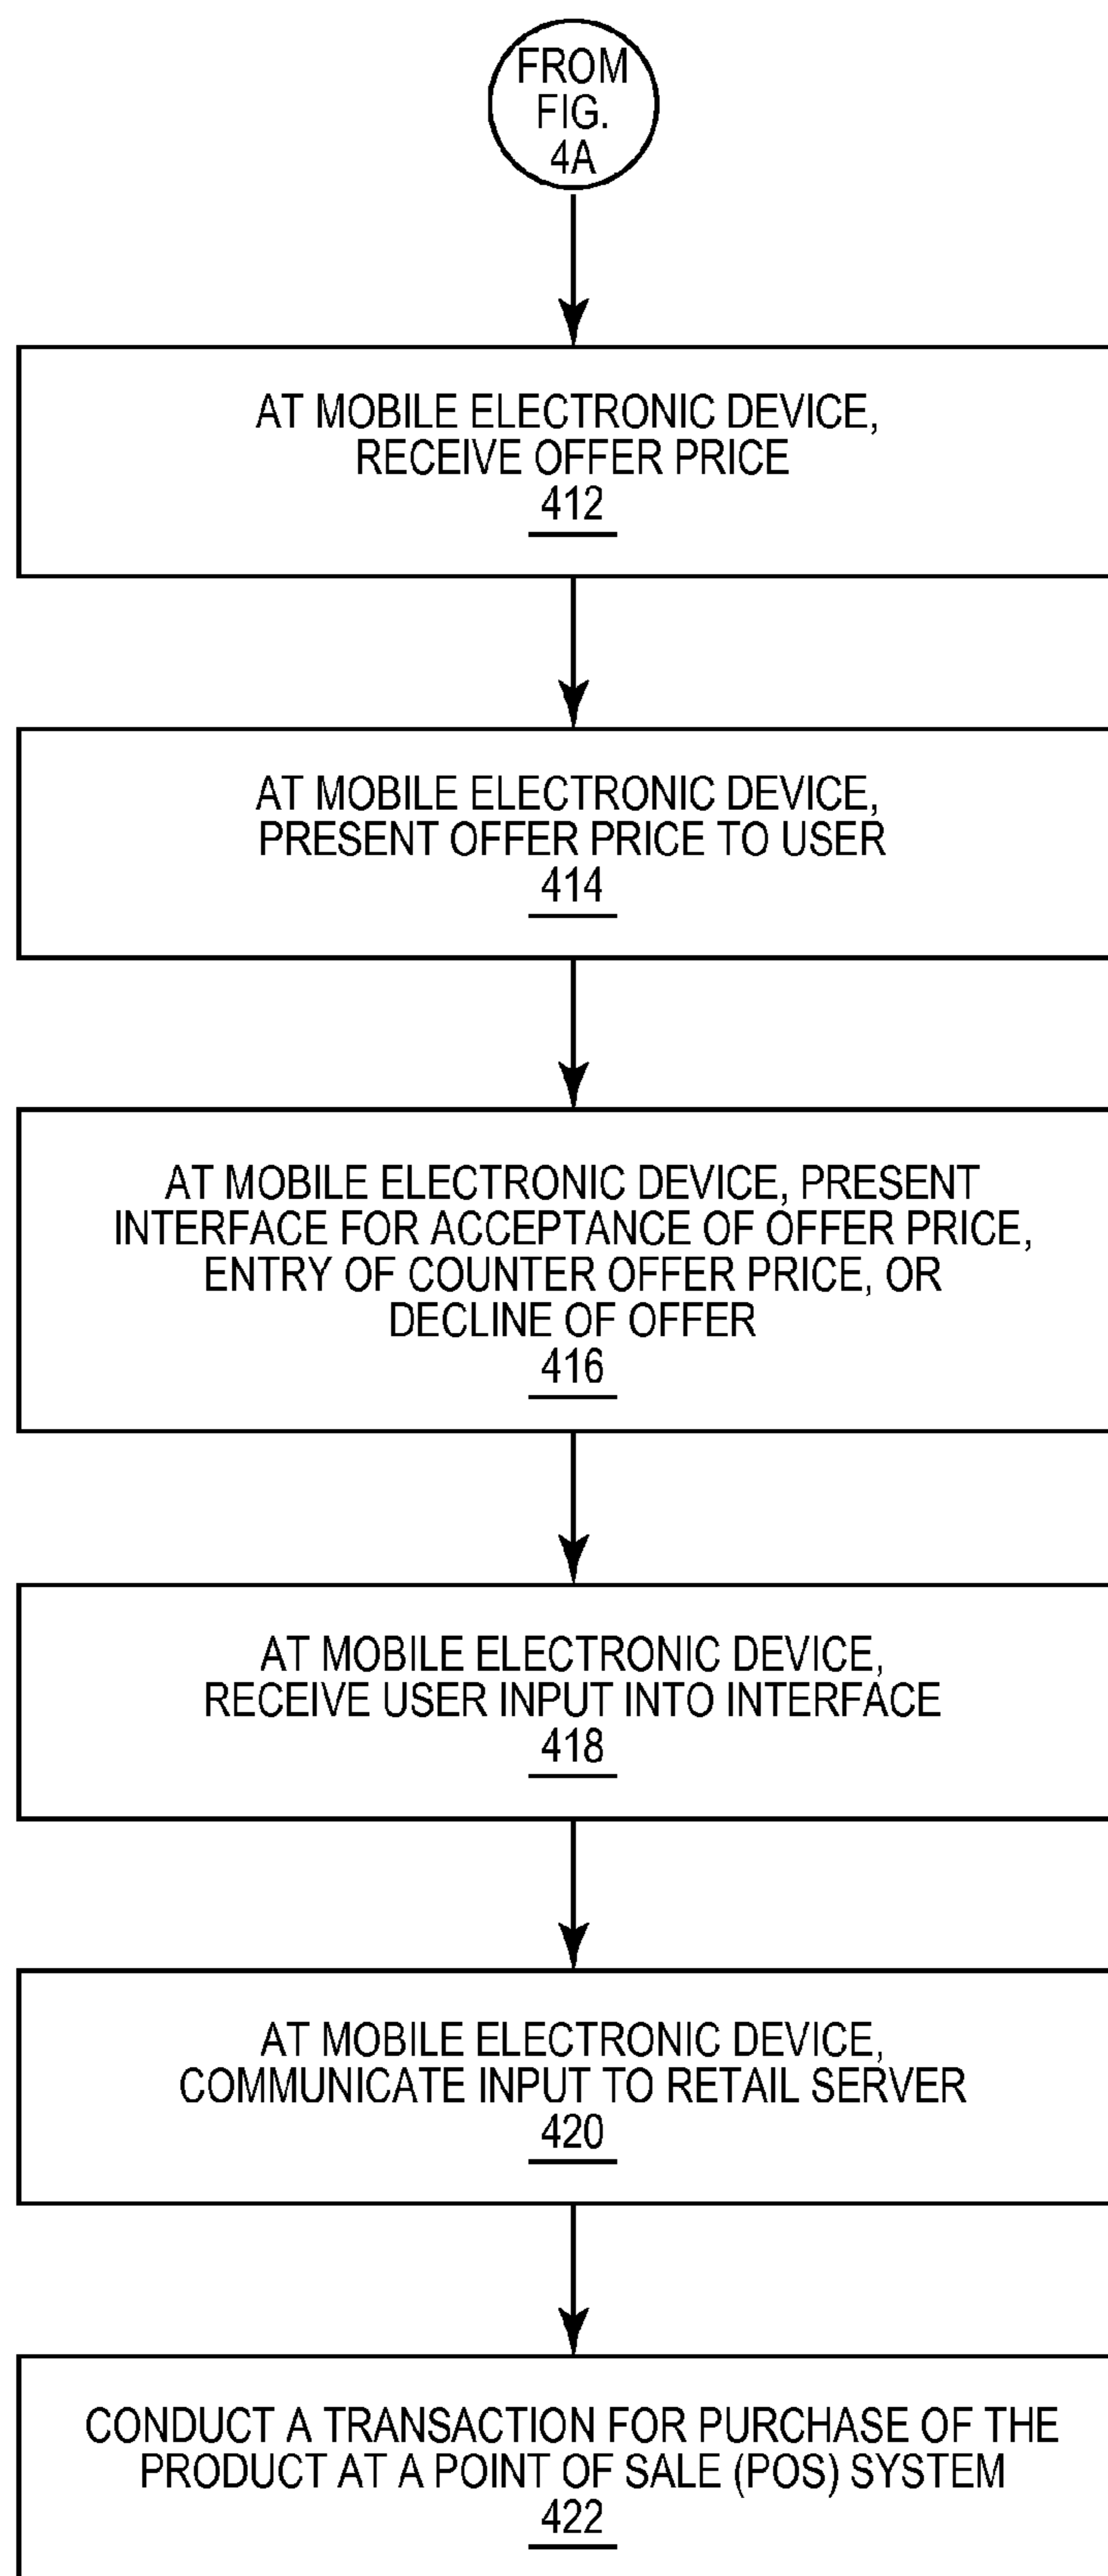 FROM
FIG.
4A
AT MOBILE ELECTRONIC DEVICE,
RECEIVE OFFER PRICE
412
AT MOBILE ELECTRONIC DEVICE,
PRESENT OFFER PRICE TO USER
414
AT MOBILE ELECTRONIC DEVICE, PRESENT
INTERFACE FOR ACCEPTANCE OF OFFER PRICE,
ENTRY OF COUNTER OFFER PRICE, OR
DECLINE OF OFFER
416
AT MOBILE ELECTRONIC DEVICE,
RECEIVE USER INPUT INTO INTERFACE
418
AT MOBILE ELECTRONIC DEVICE,
COMMUNICATE INPUT TO RETAIL SERVER
420
CONDUCT A TRANSACTION FOR PURCHASE OF THE
PRODUCT AT A POINT OF SALE (POS) SYSTEM
422